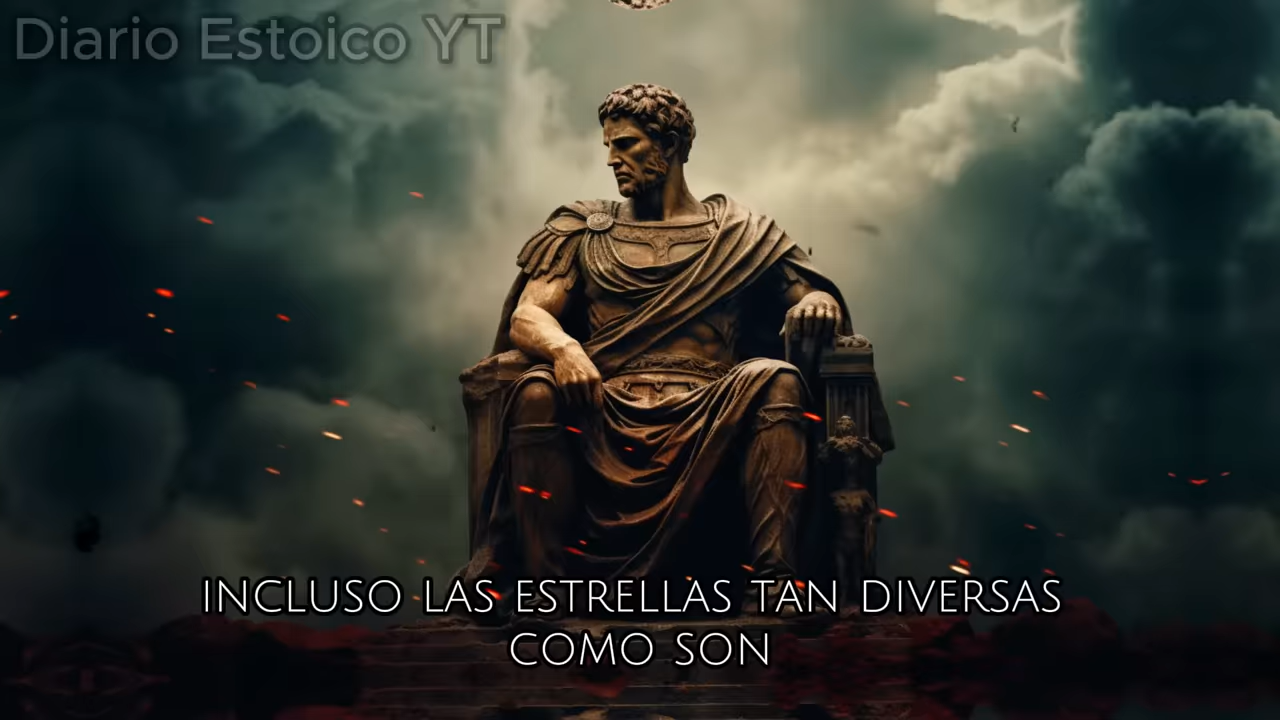 Diario Estoico YT
INCLUSO LAS ESTRELLAS TAN DIVERSAS
COMO SON